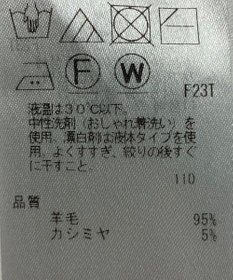 F W
F23T
液温は30℃以下、
中性洗剤(おしゃれ着洗い)を
使用。漂白剤は液体タイプを使
用。よくすすぎ、絞りの後すぐ
に干すこと。
110
品質
羊毛 95%
カシミヤ 5%